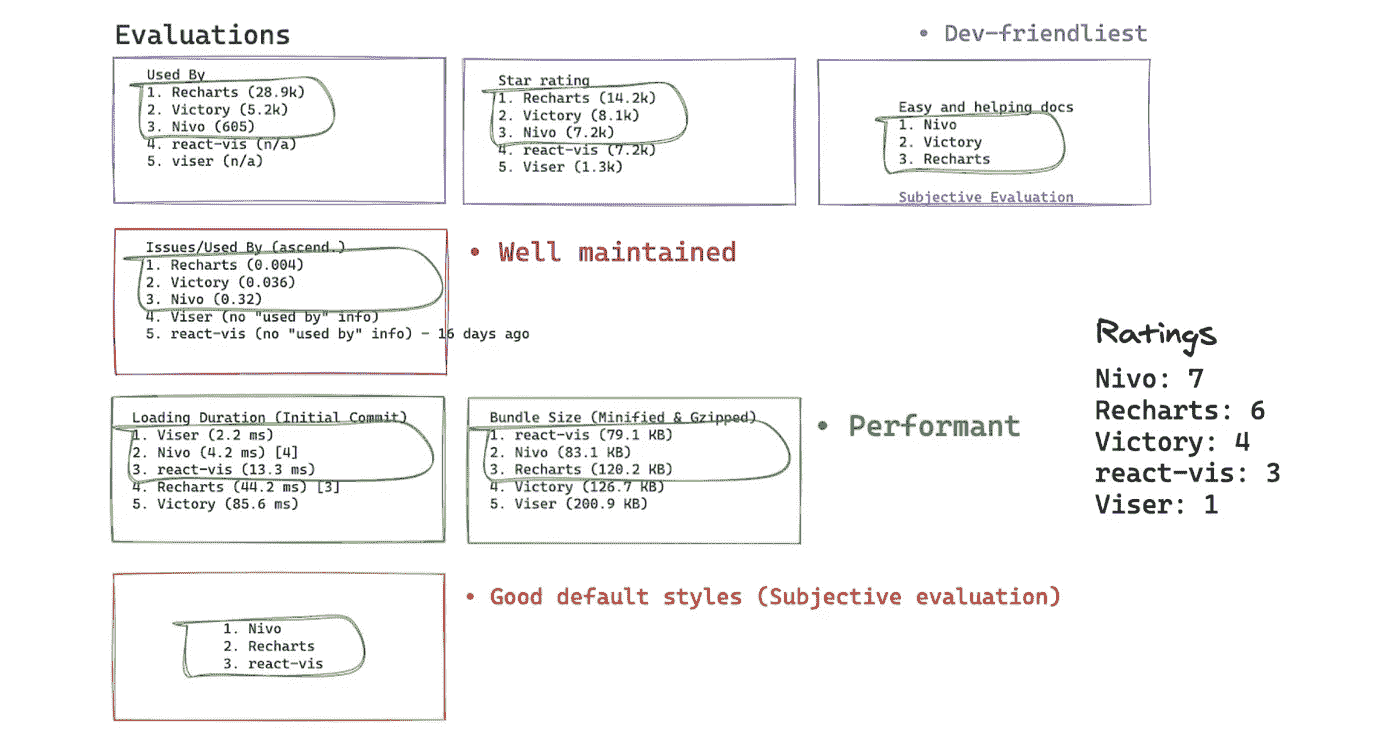 Evaluations
• Dev-friendliest
Used By
1. Recharts (28.9k)
2. Victory (5.2k)
3. Nivo (605)
4. react-vis (n/a)
5. viser (n/a)
Star rating
1. Recharts (14.2k)
2. Victory (8.1k)
3. Nivo (7.2k)
4. react-vis (7.2k)
5. Viser (1.3k)
Easy and helping docs
1. Nivo
2. Victory
3. Recharts
Subjective Evaluation
Issues/Used By (ascend.)
1. Recharts (0.004)
2. Victory (0.036)
3. Nivo (0.32)
4. Viser (no "used by" info)
5. react-vis (no "used by" info) - 16 days ago
• Well maintained
Loading Duration (Initial Commit)
1. Viser (2.2 ms)
2. Nivo (4.2 ms) [4]
3. react-vis (13.3 ms)
4. Recharts (44.2 ms) [3]
5. Victory (85.6 ms)
Bundle Size (Minified & Gzipped)
1. react-vis (79.1 KB)
2. Nivo (83.1 KB)
3. Recharts (120.2 KB)
4. Victory (126.7 KB)
5. Viser (200.9 KB)
• Performant
Ratings
Nivo: 7
Recharts: 6
Victory: 4
react-vis: 3
Viser: 1
1. Nivo
2. Recharts
3. react-vis
• Good default styles (Subjective evaluation)